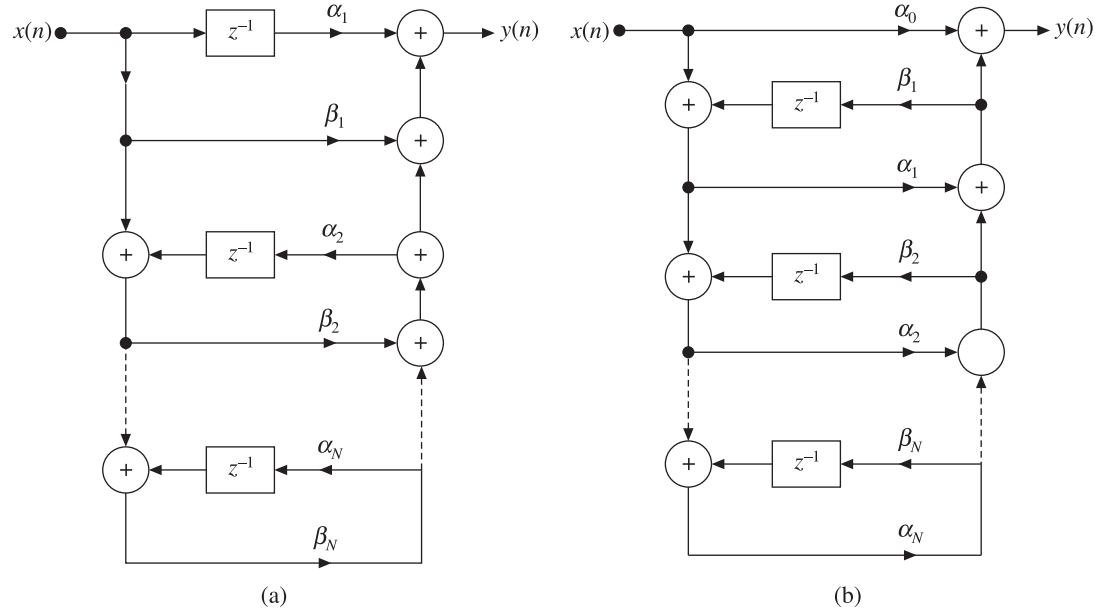 x(n) z⁻¹ α₁ + y(n)
β₁ +
+ z⁻¹ α₂ +
β₂ +
+ z⁻¹ α_N
β_N
(a)
x(n) α₀ + y(n)
+ z⁻¹ β₁
α₁ +
+ z⁻¹ β₂
α₂
+ z⁻¹ β_N
α_N
(b)